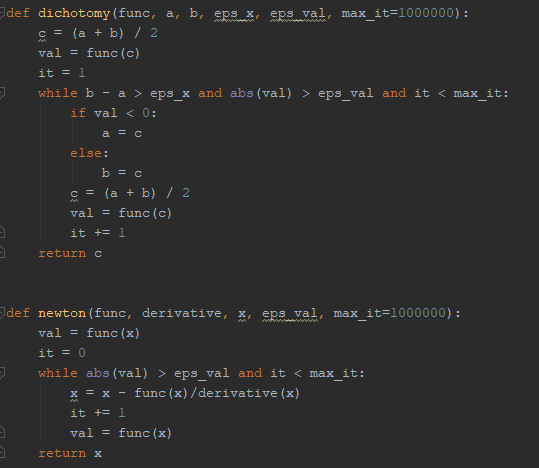 def dichotomy(func, a, b, eps_x, eps_val, max_it=1000000):
    c = (a + b) / 2
    val = func(c)
    it = 1
    while b - a > eps_x and abs(val) > eps_val and it < max_it:
        if val < 0:
            a = c
        else:
            b = c
        c = (a + b) / 2
        val = func(c)
        it += 1
    return c
def newton(func, derivative, x, eps_val, max_it=1000000):
    val = func(x)
    it = 0
    while abs(val) > eps_val and it < max_it:
        x = x - func(x)/derivative(x)
        it += 1
        val = func(x)
    return x